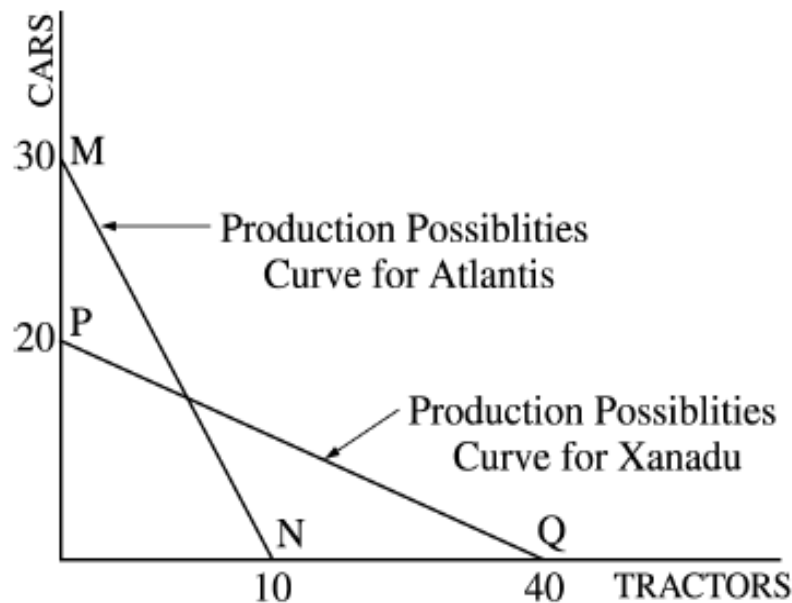 CARS
30 M
Production Possiblities
Curve for Atlantis
20 P
Production Possiblities
Curve for Xanadu
N Q
10 40 TRACTORS